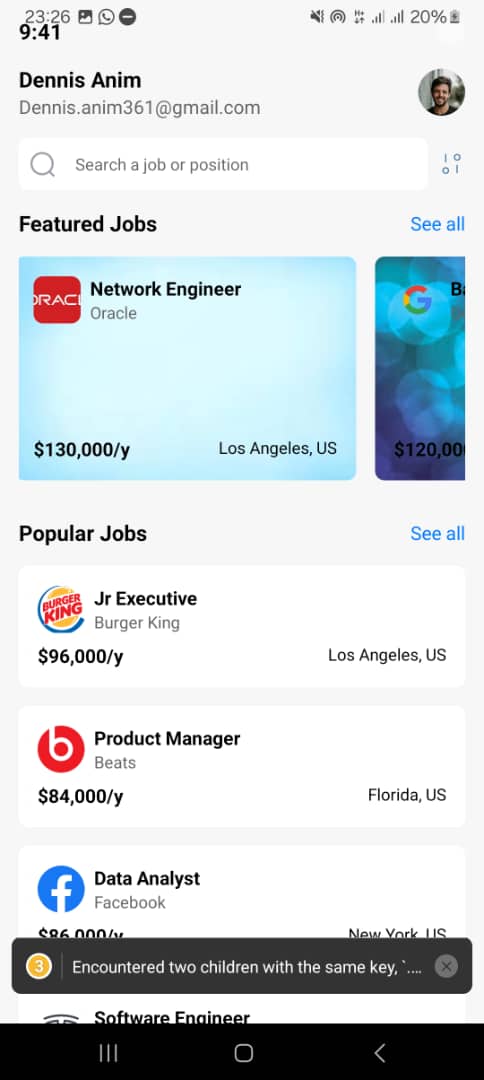 23:26 20%
9:41
Dennis Anim
Dennis.anim361@gmail.com
Search a job or position
Featured Jobs See all
ORACL Network Engineer
Oracle
$130,000/y Los Angeles, US
G Ba
$120,000
Popular Jobs See all
BURGER KING Jr Executive
Burger King
$96,000/y Los Angeles, US
Product Manager
Beats
$84,000/y Florida, US
Data Analyst
Facebook
$86,000/y New York, US
3 Encountered two children with the same key, `....
Software Engineer